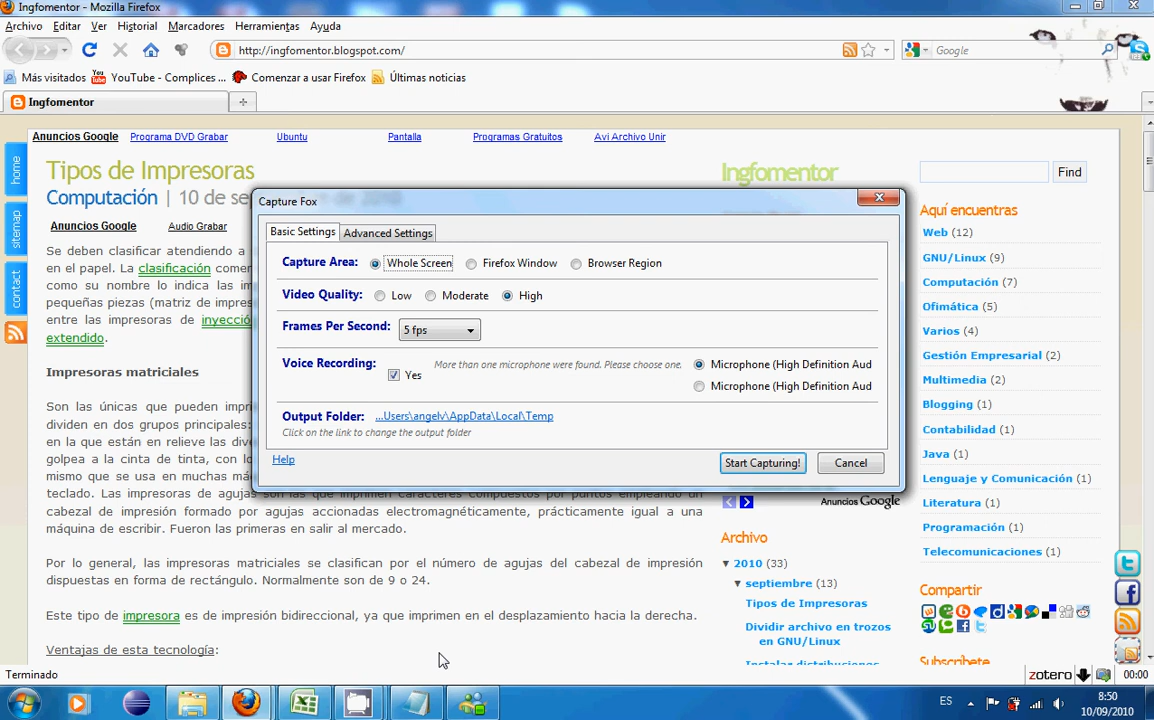 Ingfomentor - Mozilla Firefox
Archivo Editar Ver Historial Marcadores Herramientas Ayuda
http://ingfomentor.blogspot.com/
Google
Más visitados YouTube - Complices ... Comenzar a usar Firefox Últimas noticias
Ingfomentor
Anuncios Google Programa DVD Grabar Ubuntu Pantalla Programas Gratuitos Avi Archivo Unir
home
sitemap
contact
Tipos de Impresoras
Computación | 10 de se
Anuncios Google Audio Grabar
Se deben clasificar atendiendo a
en el papel. La clasificación comer
como su nombre lo indica las im
pequeñas piezas (matriz de impres
entre las impresoras de inyecció
extendido.
Impresoras matriciales
Son las únicas que pueden impri
dividen en dos grupos principales:
en la que están en relieve las dive
golpea a la cinta de tinta, con lo
mismo que se usa en muchas má
teclado. Las impresoras de agujas son las que imprimen caracteres compuestos por puntos empleando un
cabezal de impresión formado por agujas accionadas electromagnéticamente, prácticamente igual a una
máquina de escribir. Fueron las primeras en salir al mercado.
Por lo general, las impresoras matriciales se clasifican por el número de agujas del cabezal de impresión
dispuestas en forma de rectángulo. Normalmente son de 9 o 24.
Este tipo de impresora es de impresión bidireccional, ya que imprimen en el desplazamiento hacia la derecha.
Ventajas de esta tecnología:
Capture Fox
Basic Settings Advanced Settings
Capture Area: Whole Screen Firefox Window Browser Region
Video Quality: Low Moderate High
Frames Per Second: 5 fps
Voice Recording: Yes More than one microphone were found. Please choose one.
Microphone (High Definition Aud
Microphone (High Definition Aud
Output Folder: ...Users\angelv\AppData\Local\Temp
Click on the link to change the output folder
Help Start Capturing! Cancel
Ingfomentor
Anuncios Google
Archivo
▼ 2010 (33)
▼ septiembre (13)
Tipos de Impresoras
Dividir archivo en trozos
en GNU/Linux
Instalar distribuciones
Find
Aquí encuentras
Web (12)
GNU/Linux (9)
Computación (7)
Ofimática (5)
Varios (4)
Gestión Empresarial (2)
Multimedia (2)
Blogging (1)
Contabilidad (1)
Java (1)
Lenguaje y Comunicación (1)
Literatura (1)
Programación (1)
Telecomunicaciones (1)
Compartir
Subscríbete
Terminado
zotero 00:00
ES
8:50
10/09/2010